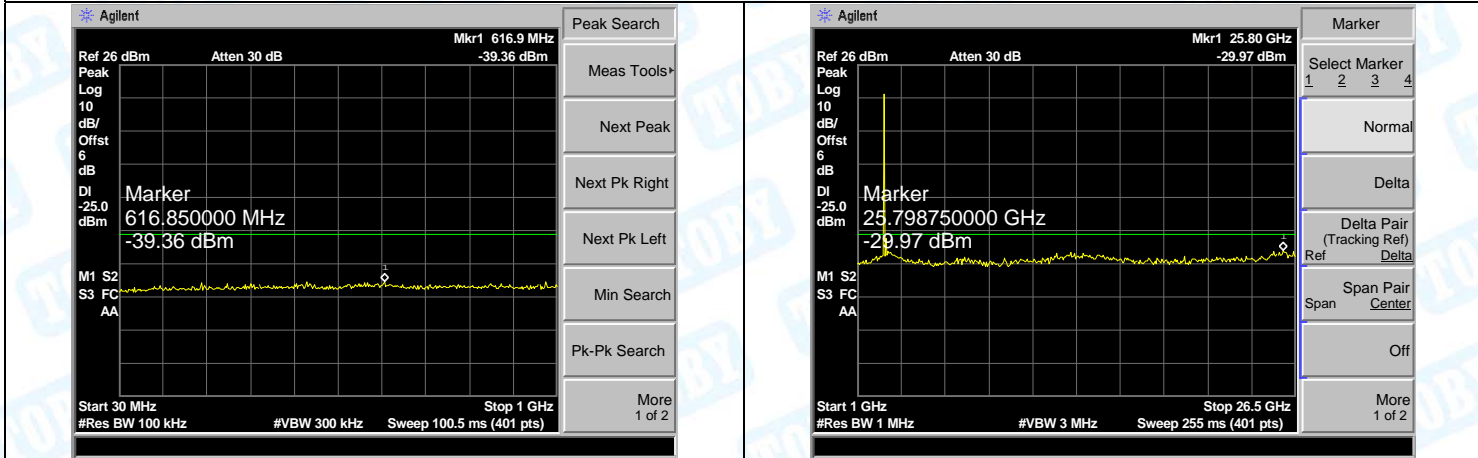 Agilent
Peak Search
Mkr1 616.9 MHz
Ref 26 dBm Atten 30 dB -39.36 dBm
Peak
Log
10
dB/
Offst
6
dB
DI
-25.0
dBm
Marker
616.850000 MHz
-39.36 dBm
1
M1 S2
S3 FC
AA
Start 30 MHz Stop 1 GHz
#Res BW 100 kHz #VBW 300 kHz Sweep 100.5 ms (401 pts)
Meas Tools
Next Peak
Next Pk Right
Next Pk Left
Min Search
Pk-Pk Search
More
1 of 2
Agilent
Marker
Mkr1 25.80 GHz
Ref 26 dBm Atten 30 dB -29.97 dBm
Peak
Log
10
dB/
Offst
6
dB
DI
-25.0
dBm
Marker
25.798750000 GHz
-29.97 dBm
1
M1 S2
S3 FC
AA
Start 1 GHz Stop 26.5 GHz
#Res BW 1 MHz #VBW 3 MHz Sweep 255 ms (401 pts)
Select Marker
1 2 3 4
Normal
Delta
Delta Pair
(Tracking Ref)
Ref Delta
Span Pair
Span Center
Off
More
1 of 2
TOBY